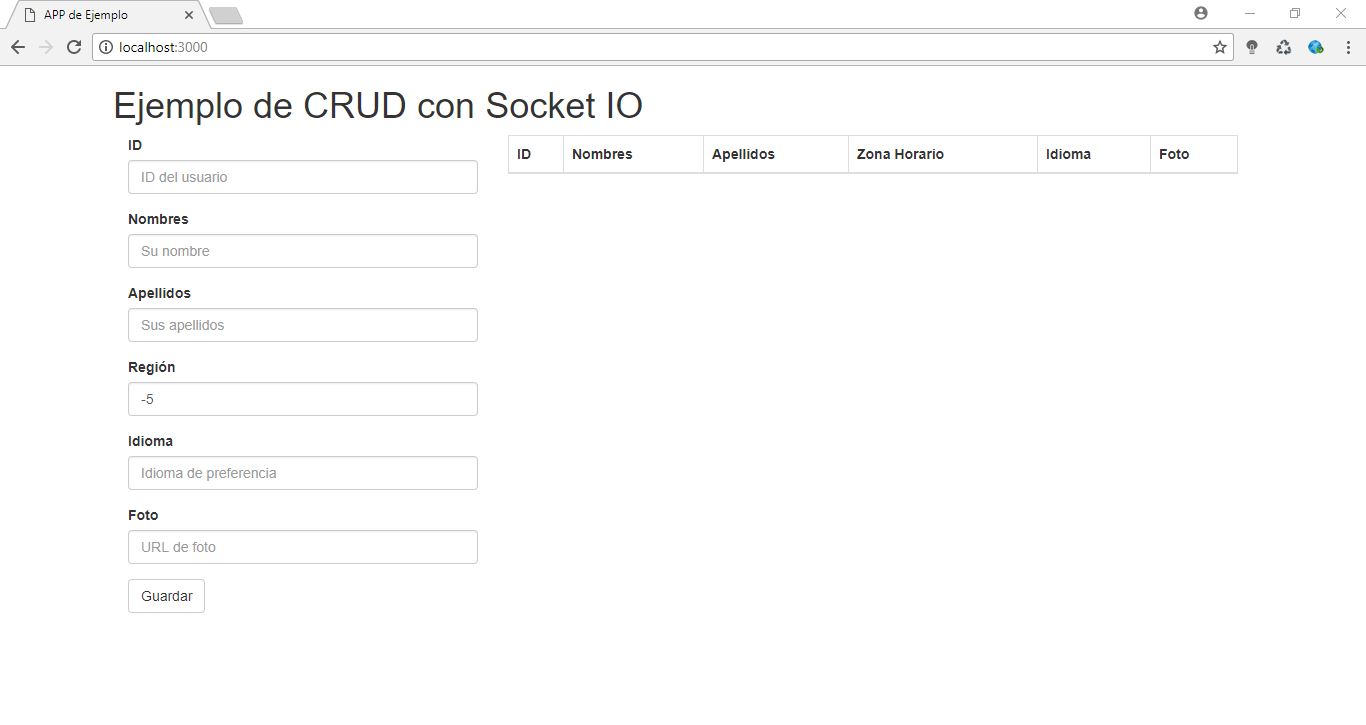 APP de Ejemplo
localhost:3000
Ejemplo de CRUD con Socket IO
ID
ID del usuario
Nombres
Su nombre
Apellidos
Sus apellidos
Región
-5
Idioma
Idioma de preferencia
Foto
URL de foto
Guardar
ID Nombres Apellidos Zona Horario Idioma Foto